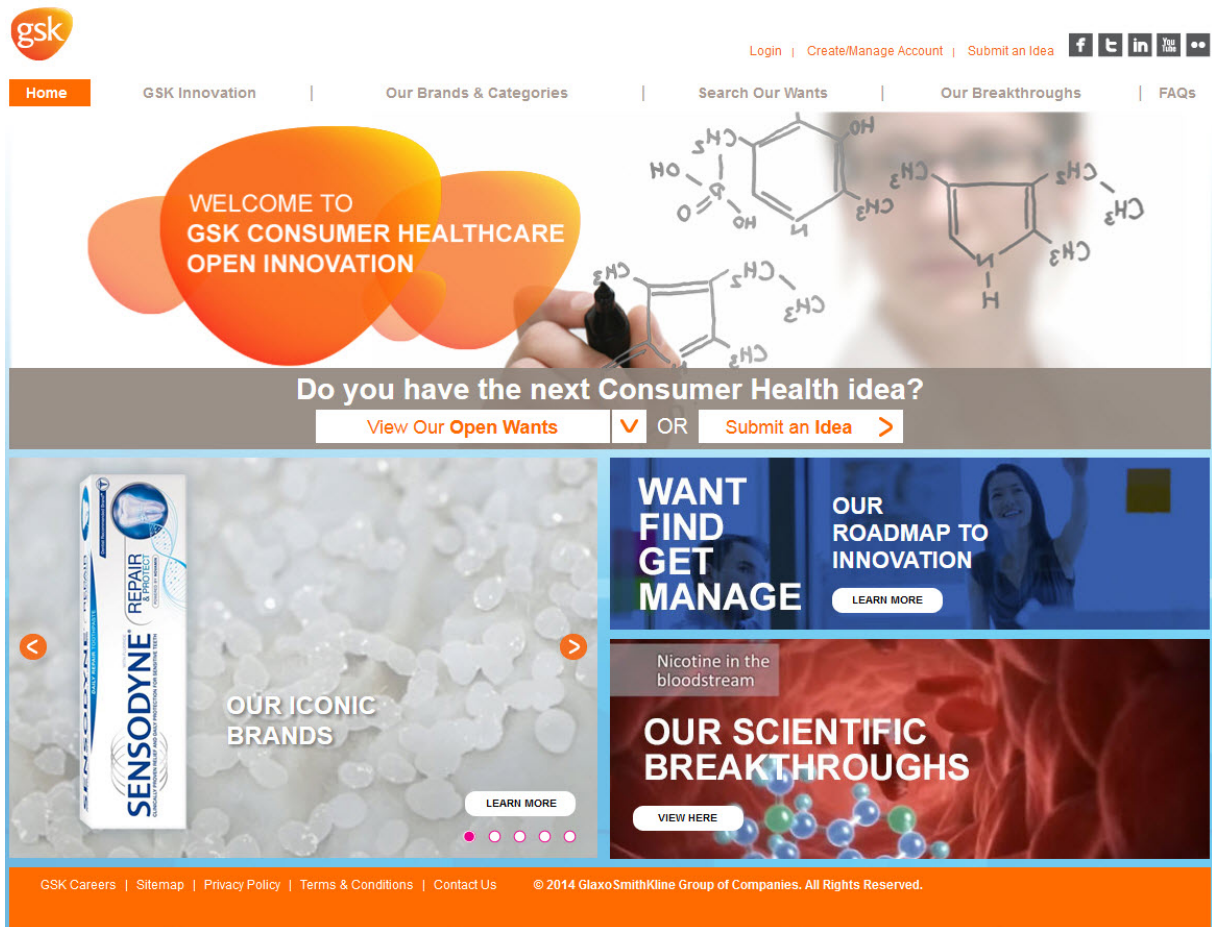 gsk
Login | Create/Manage Account | Submit an Idea
Home
GSK Innovation | Our Brands & Categories | Search Our Wants | Our Breakthroughs | FAQs
WELCOME TO
GSK CONSUMER HEALTHCARE
OPEN INNOVATION
Do you have the next Consumer Health idea?
View Our Open Wants
OR
Submit an Idea
SENSODYNE
REPAIR
& PROTECT
OUR ICONIC
BRANDS
LEARN MORE
WANT
FIND
GET
MANAGE
OUR
ROADMAP TO
INNOVATION
LEARN MORE
Nicotine in the
bloodstream
OUR SCIENTIFIC
BREAKTHROUGHS
VIEW HERE
GSK Careers | Sitemap | Privacy Policy | Terms & Conditions | Contact Us
© 2014 GlaxoSmithKline Group of Companies. All Rights Reserved.